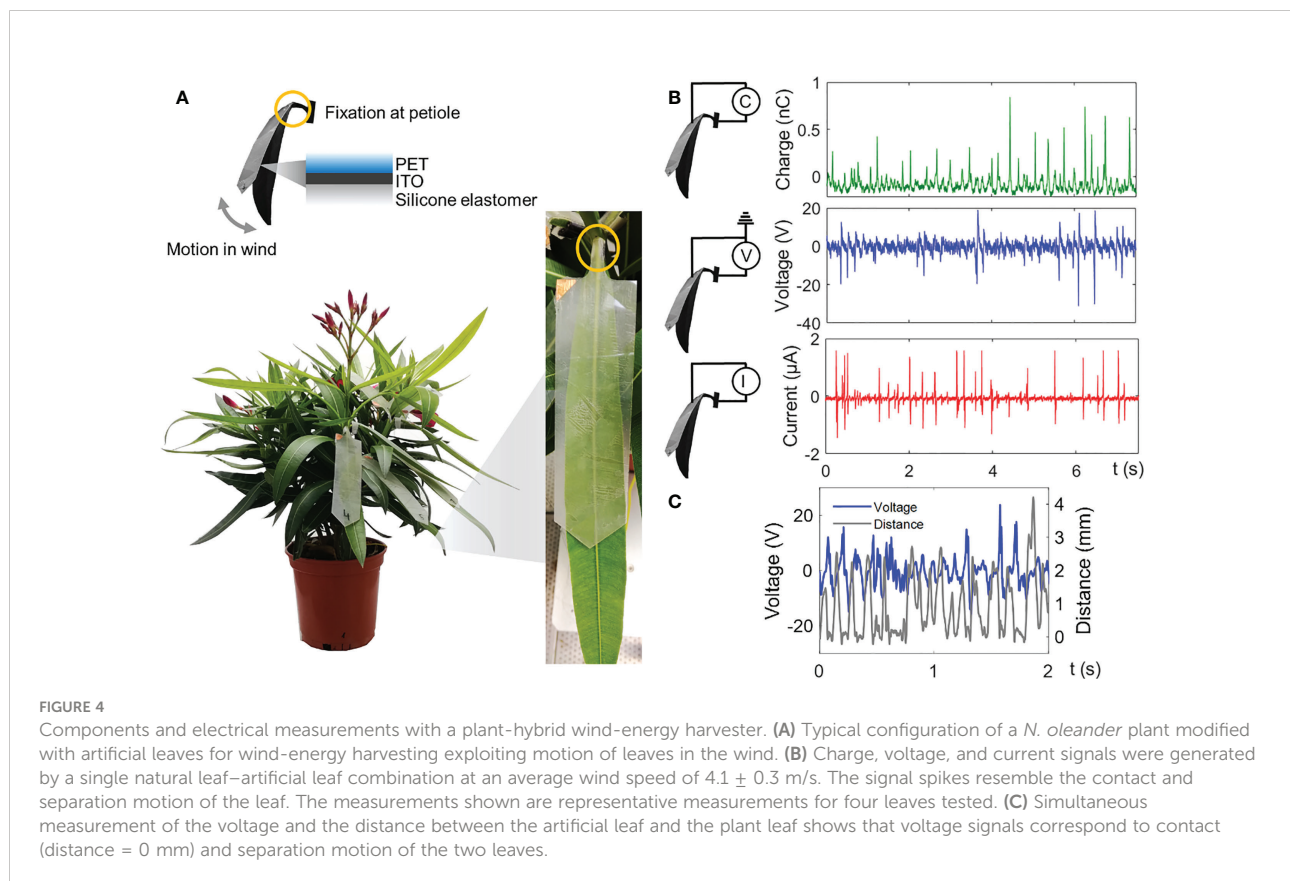 A
Fixation at petiole
PET
ITO
Silicone elastomer
Motion in wind
B
C
V
I
Charge (nC)
1
0.5
0
Voltage (V)
20
0
-20
-40
Current (µA)
2
0
-2
0
2
4
6
t (s)
C
Voltage
Distance
Voltage (V)
20
0
-20
Distance (mm)
4
3
2
1
0
0
1
2
t (s)
FIGURE 4
Components and electrical measurements with a plant-hybrid wind-energy harvester. (A) Typical configuration of a N. oleander plant modified
with artificial leaves for wind-energy harvesting exploiting motion of leaves in the wind. (B) Charge, voltage, and current signals were generated
by a single natural leaf–artificial leaf combination at an average wind speed of 4.1 ± 0.3 m/s. The signal spikes resemble the contact and
separation motion of the leaf. The measurements shown are representative measurements for four leaves tested. (C) Simultaneous
measurement of the voltage and the distance between the artificial leaf and the plant leaf shows that voltage signals correspond to contact
(distance = 0 mm) and separation motion of the two leaves.